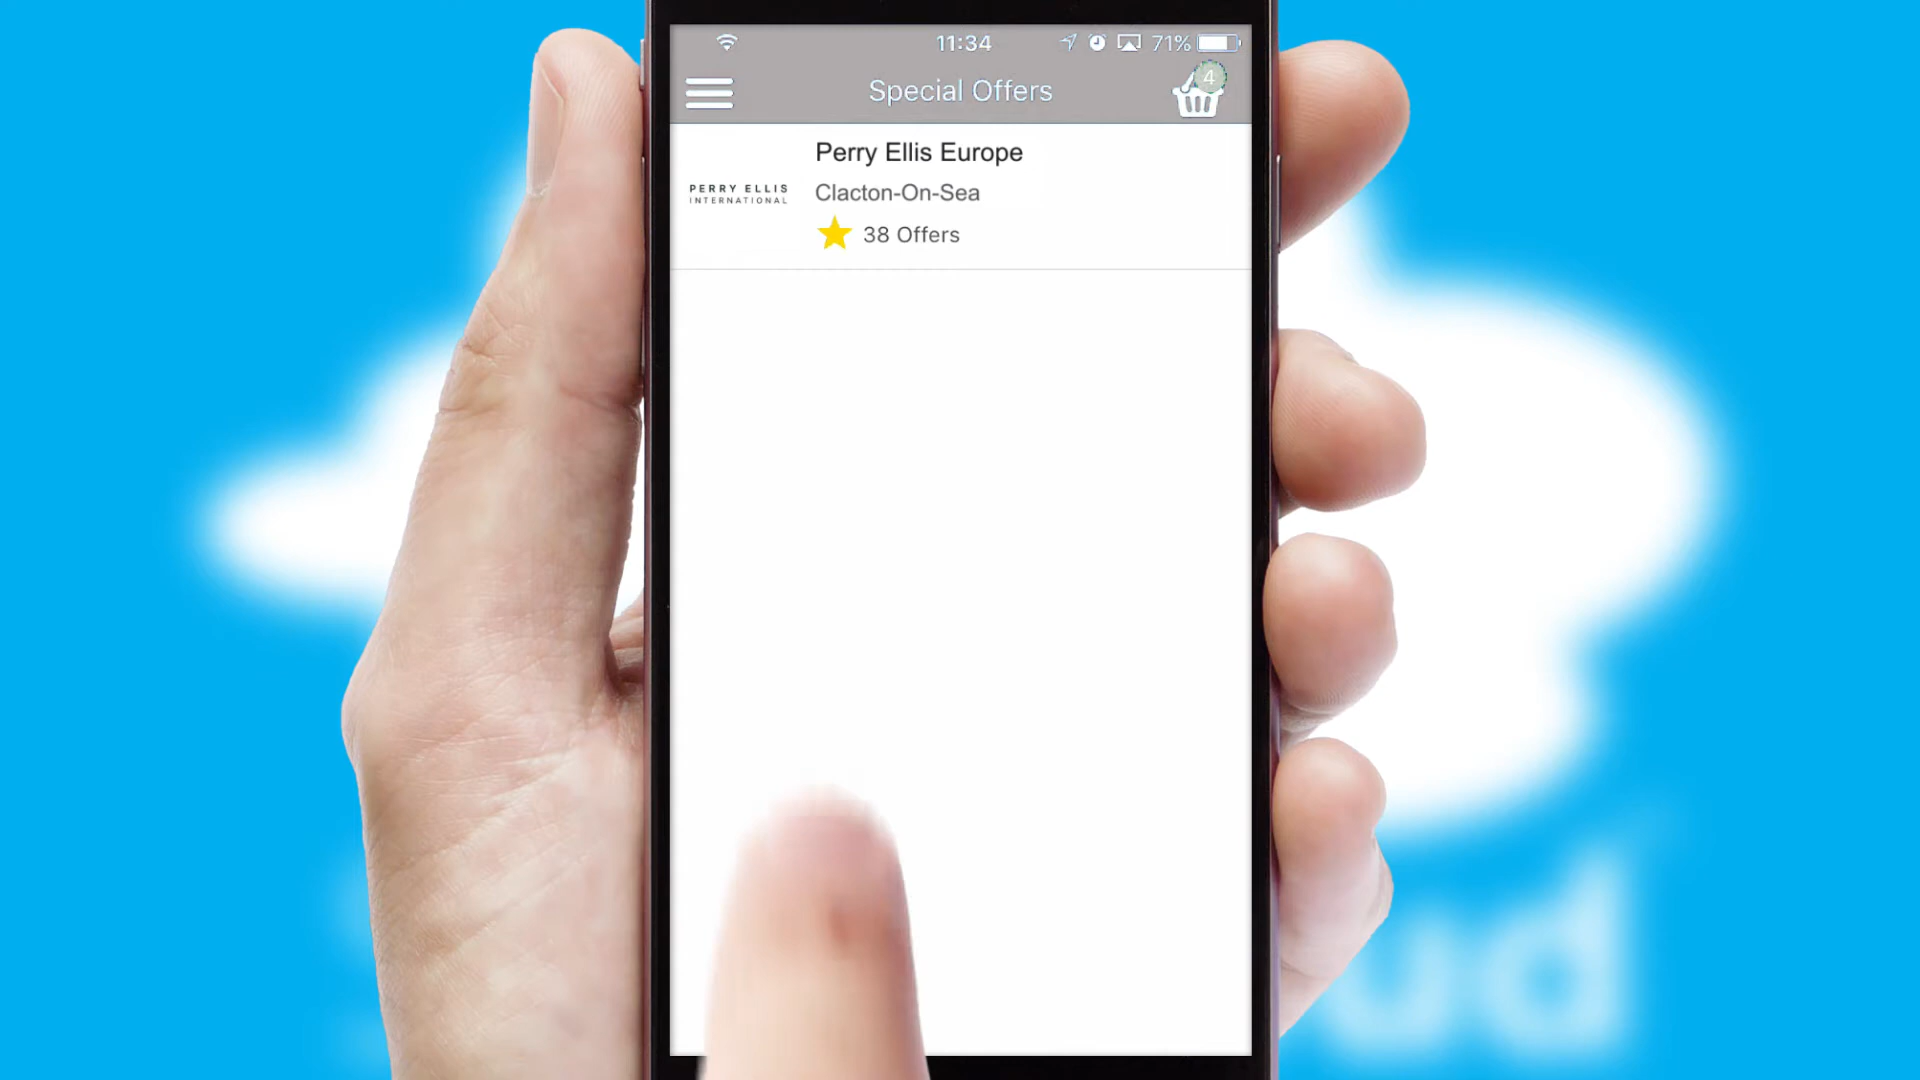 11:34
71%
Special Offers
4
Perry Ellis Europe
PERRY ELLIS
INTERNATIONAL
Clacton-On-Sea
38 Offers